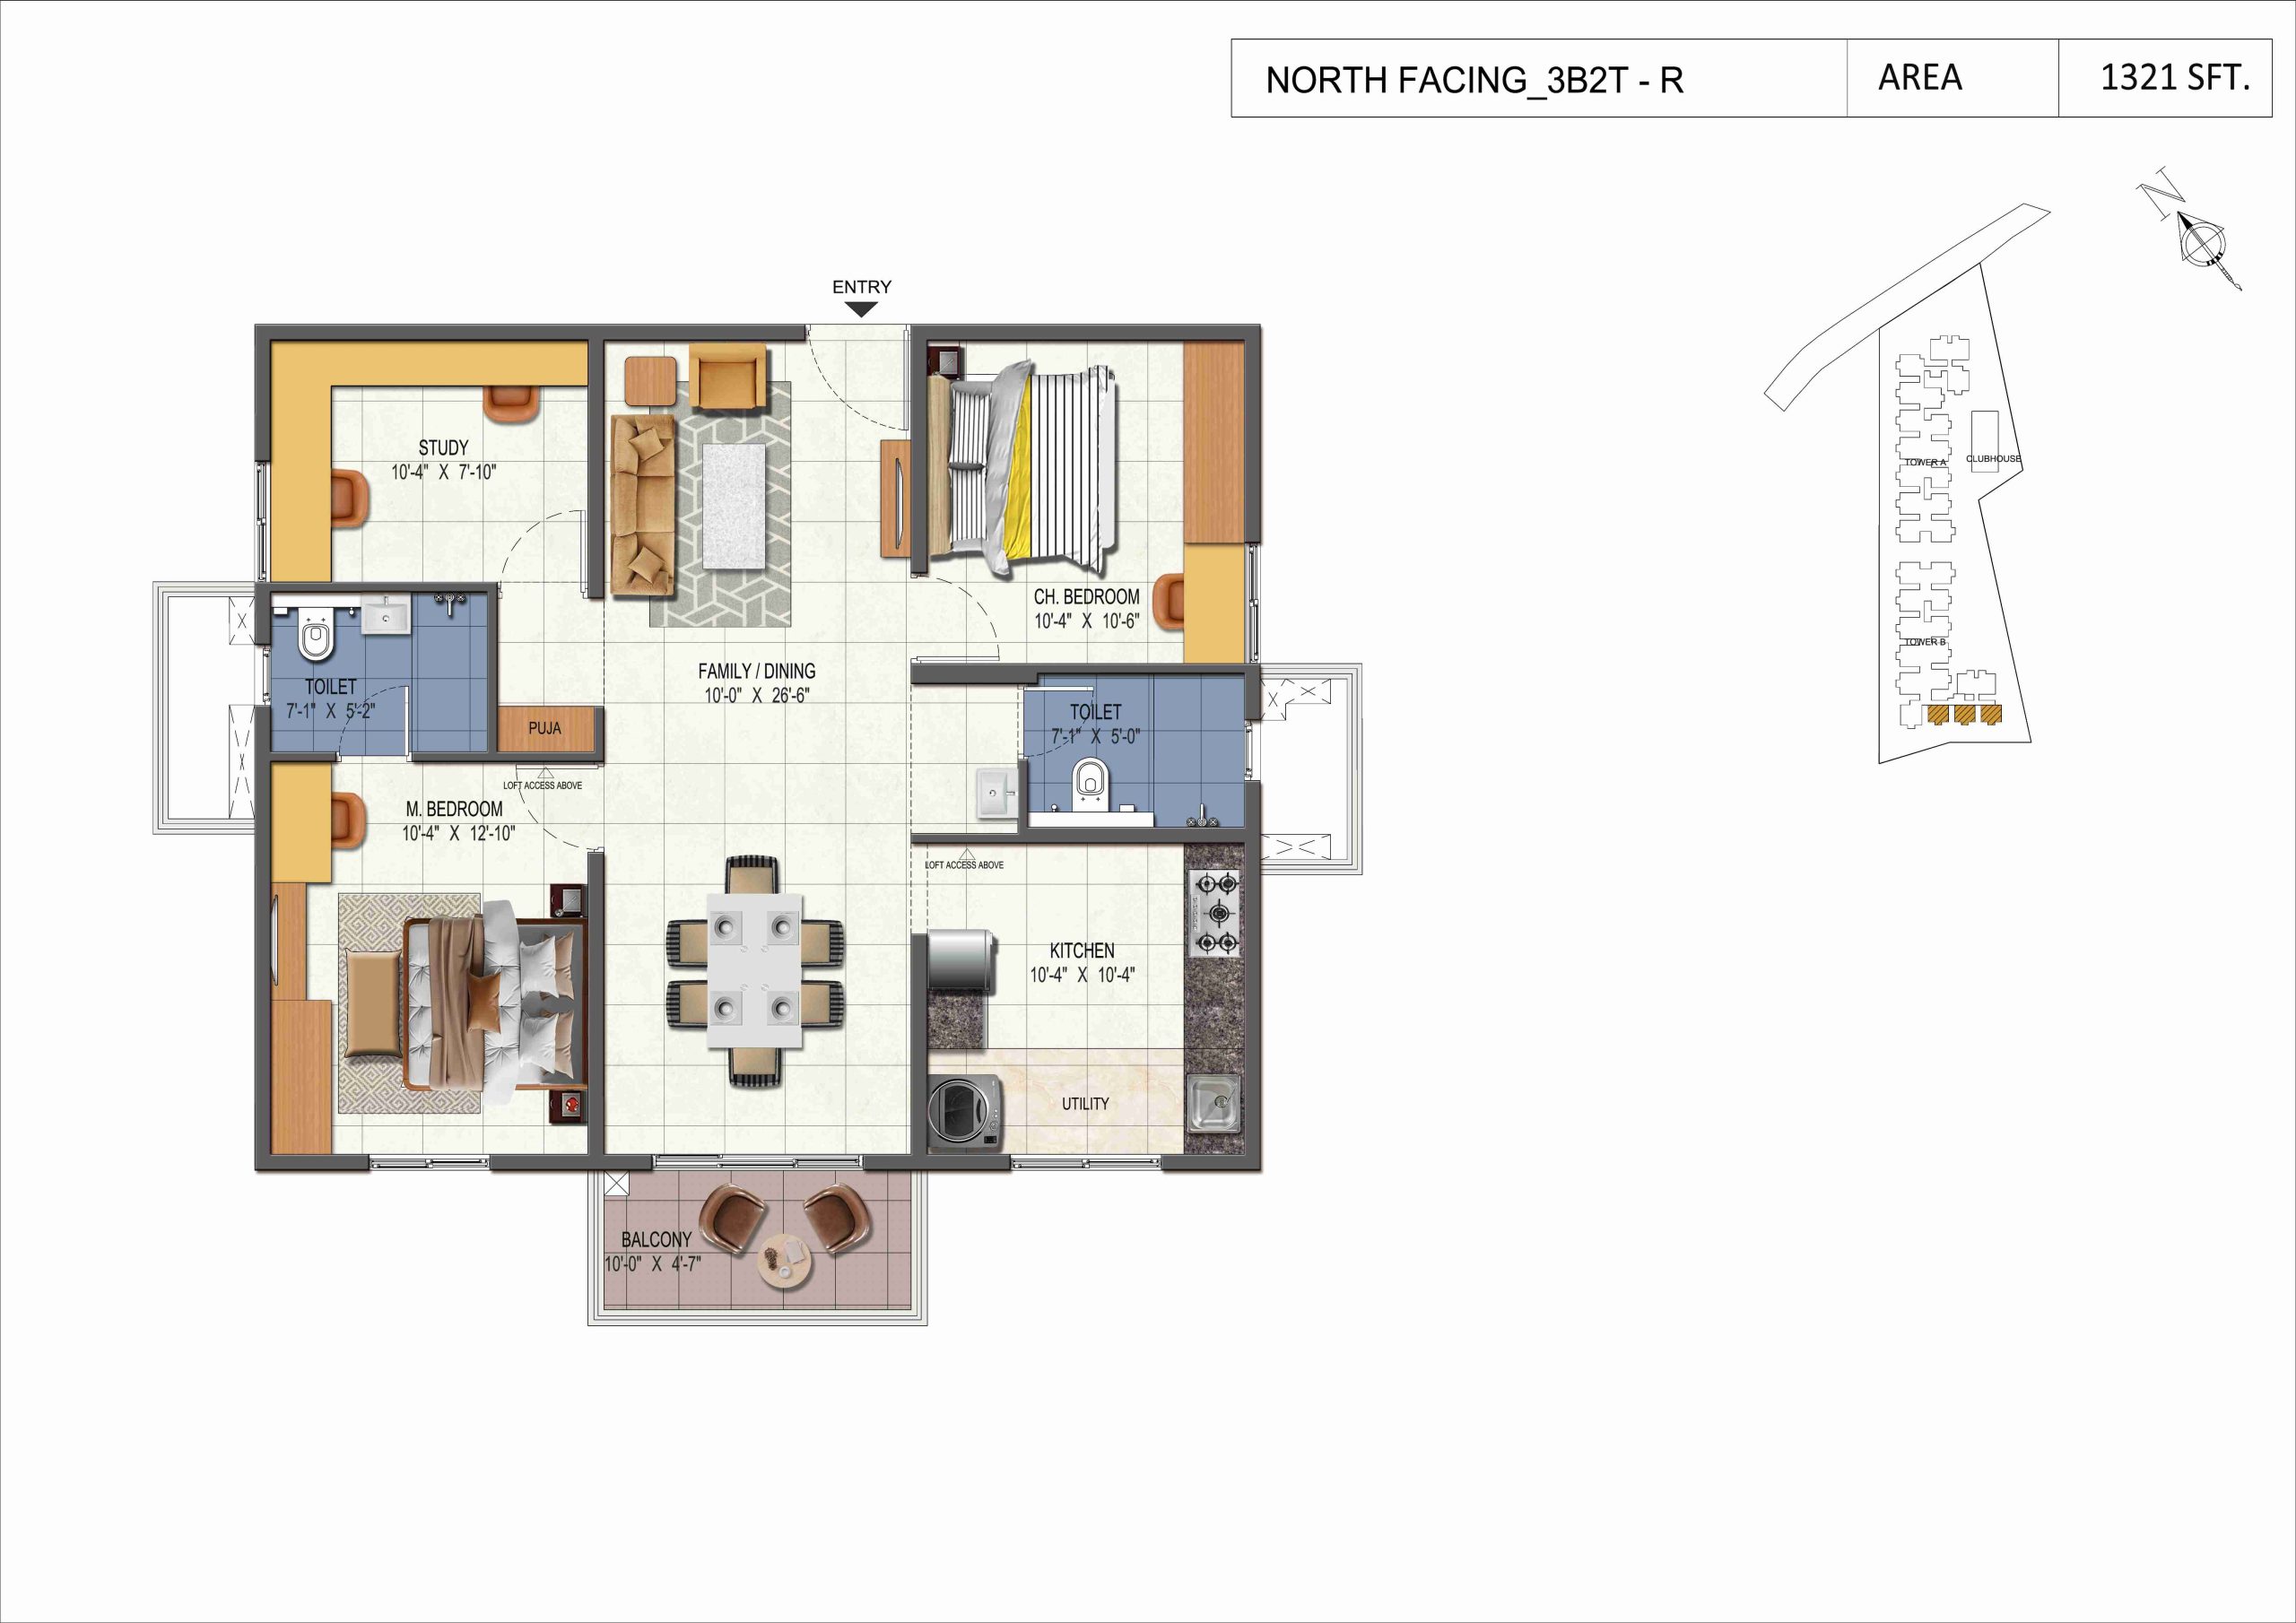 NORTH FACING_3B2T - R
AREA
1321 SFT.
N
ENTRY
STUDY
10'-4" X 7'-10"
CH. BEDROOM
10'-4" X 10'-6"
FAMILY / DINING
10'-0" X 26'-6"
TOILET
7'-1" X 5'-2"
PUJA
TOILET
7'-1" X 5'-0"
LOFT ACCESS ABOVE
M. BEDROOM
10'-4" X 12'-10"
LOFT ACCESS ABOVE
KITCHEN
10'-4" X 10'-4"
UTILITY
BALCONY
10'-0" X 4'-7"
TOWER A
CLUBHOUSE
TOWER B